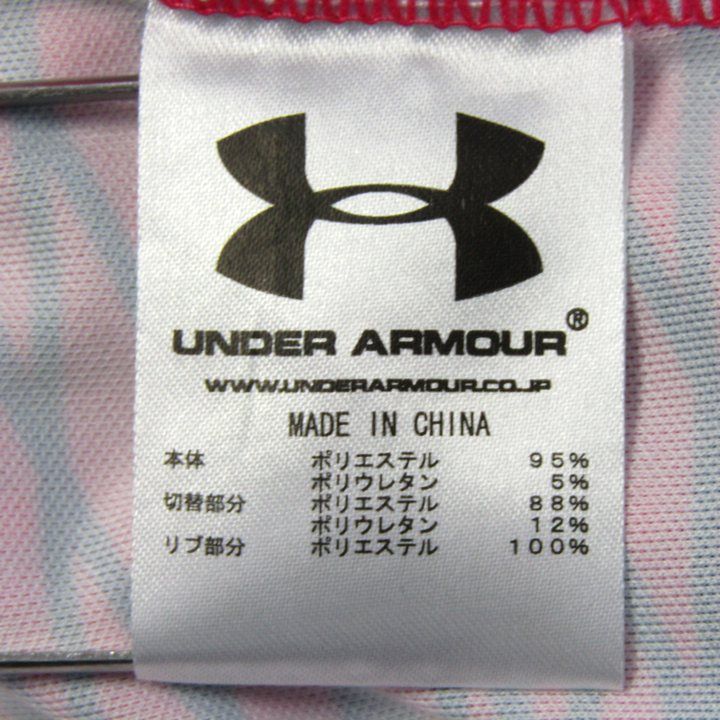 UNDER ARMOUR®
WWW.UNDERARMOUR.CO.JP
MADE IN CHINA
本体 ポリエステル 95%
ポリウレタン 5%
切替部分 ポリエステル 88%
ポリウレタン 12%
リブ部分 ポリエステル 100%